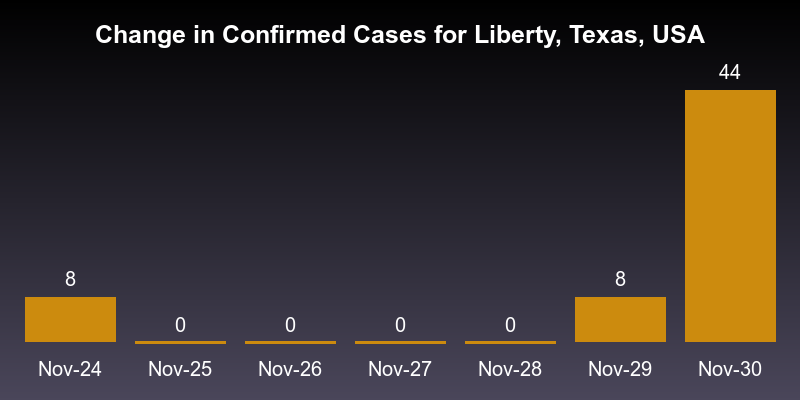 Change in Confirmed Cases for Liberty, Texas, USA
44
8
0
0
0
0
8
Nov-24
Nov-25
Nov-26
Nov-27
Nov-28
Nov-29
Nov-30